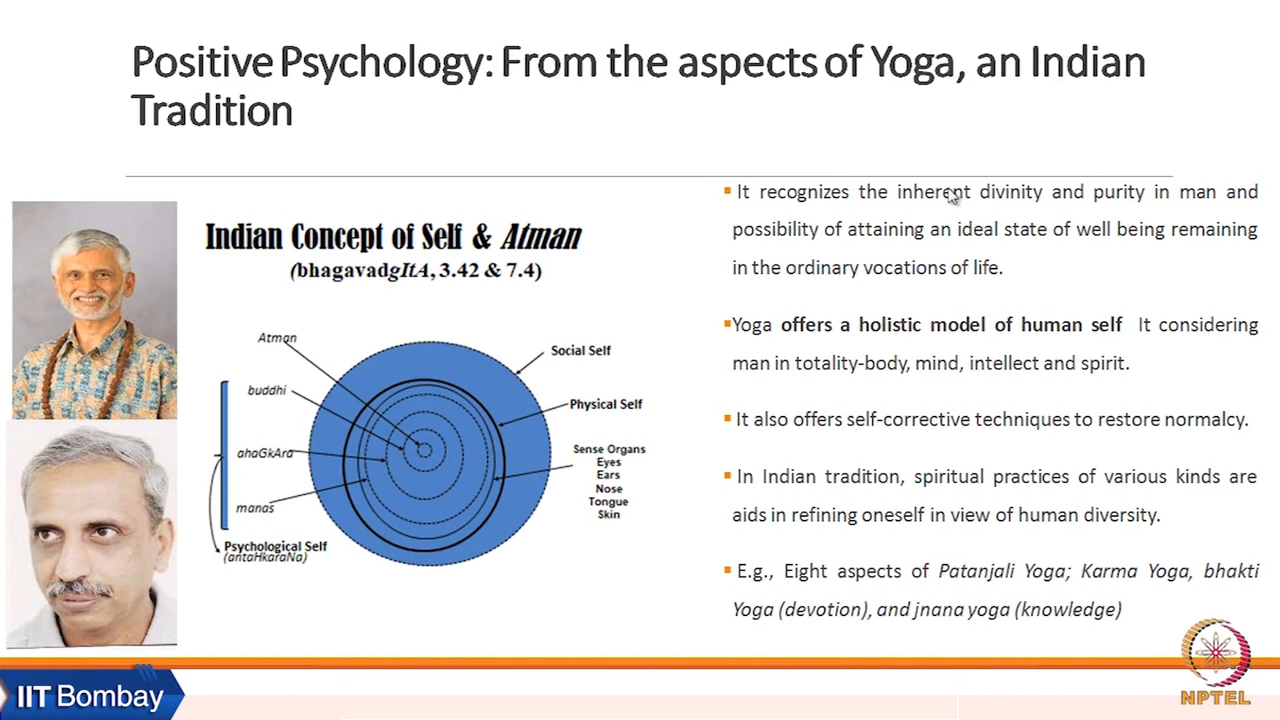 Positive Psychology: From the aspects of Yoga, an Indian
Tradition
Indian Concept of Self & Atman
(bhagavadgItA, 3.42 & 7.4)
Atman
buddhi
ahaGkAra
manas
Psychological Self
(antaHkaraNa)
Social Self
Physical Self
Sense Organs
Eyes
Ears
Nose
Tongue
Skin
It recognizes the inherent divinity and purity in man and
possibility of attaining an ideal state of well being remaining
in the ordinary vocations of life.
Yoga offers a holistic model of human self It considering
man in totality-body, mind, intellect and spirit.
It also offers self-corrective techniques to restore normalcy.
In Indian tradition, spiritual practices of various kinds are
aids in refining oneself in view of human diversity.
E.g., Eight aspects of Patanjali Yoga; Karma Yoga, bhakti
Yoga (devotion), and jnana yoga (knowledge)
IIT Bombay
NPTEL